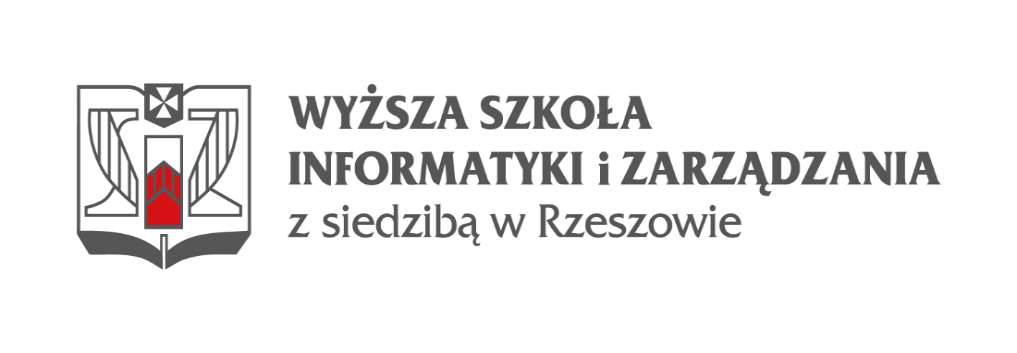 WYŻSZA SZKOŁA
INFORMATYKI i ZARZĄDZANIA
z siedzibą w Rzeszowie